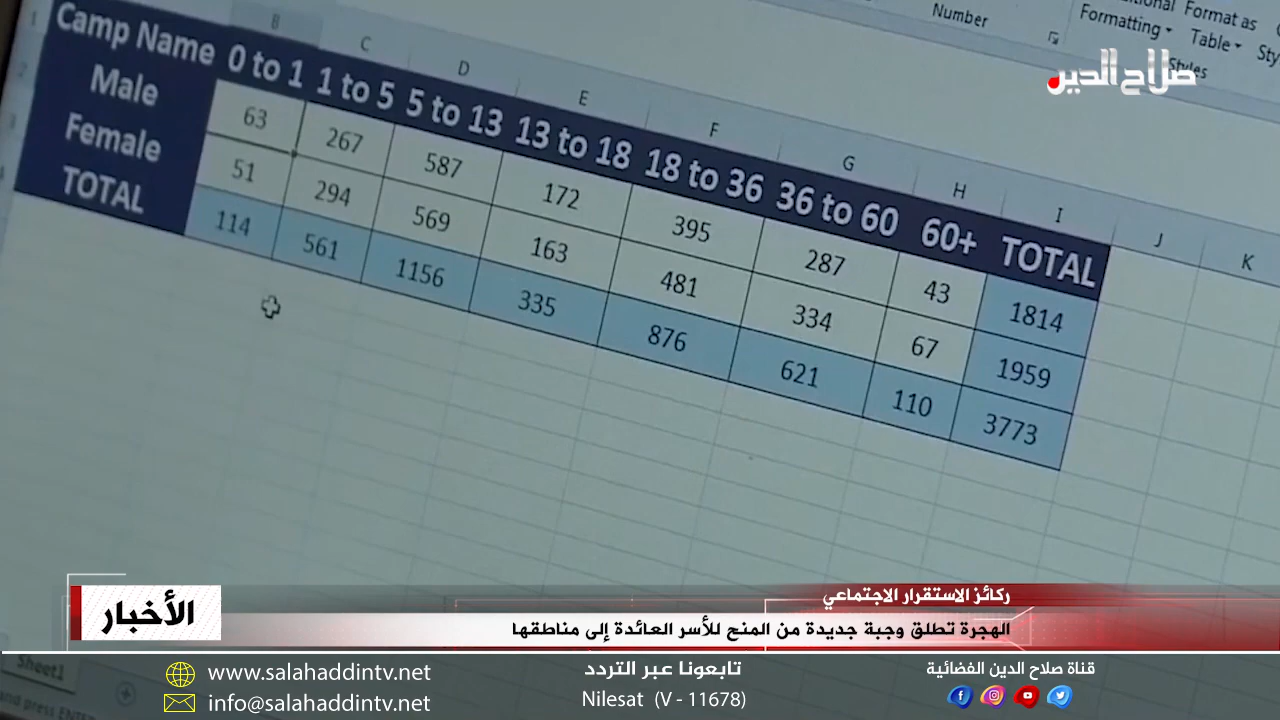 Number
Formatting
Format as
Table
Styles
صلاح الدين
B C D E F G H I J K
Camp Name 0 to 1 1 to 5 5 to 13 13 to 18 18 to 36 36 to 60 60+ TOTAL
Male 63 267 587 172 395 287 43 1814
Female 51 294 569 163 481 334 67 1959
TOTAL 114 561 1156 335 876 621 110 3773
ركائز الاستقرار الاجتماعي
الأخبار
الهجرة تطلق وجبة جديدة من المنح للأسر العائدة إلى مناطقها
Sheet1
قناة صلاح الدين الفضائية
تابعونا عبر التردد
Nilesat (V - 11678)
www.salahaddintv.net
info@salahaddintv.net